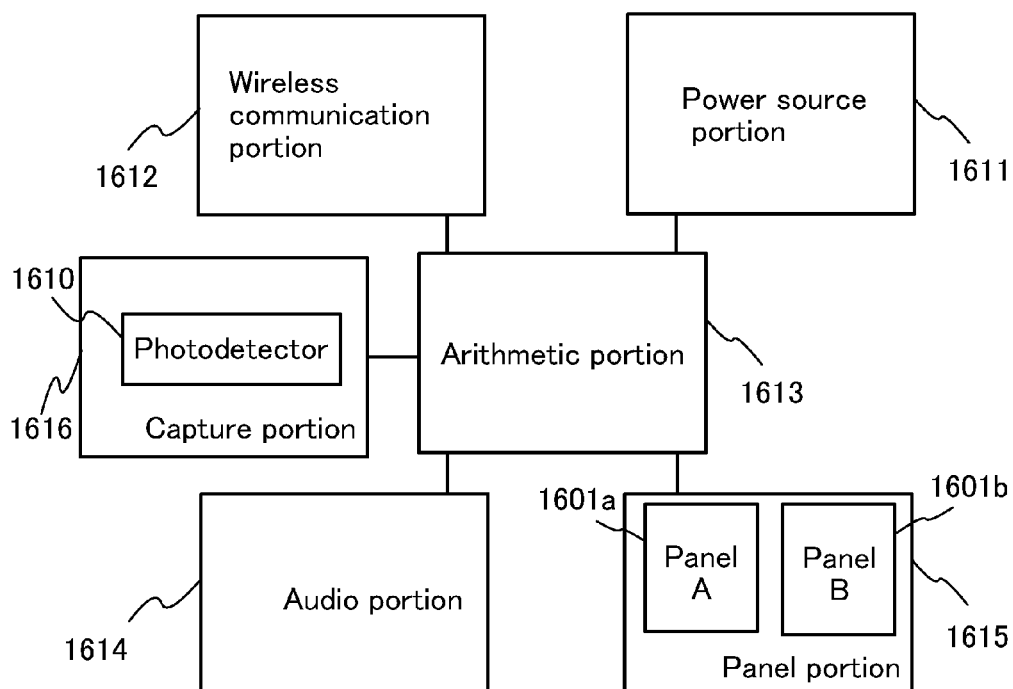 Wireless
communication
portion
1612
Power source
portion
1611
1610
Photodetector
1616
Capture portion
Arithmetic portion
1613
1601a
1601b
Panel
A
Panel
B
Audio portion
1614
1615
Panel portion